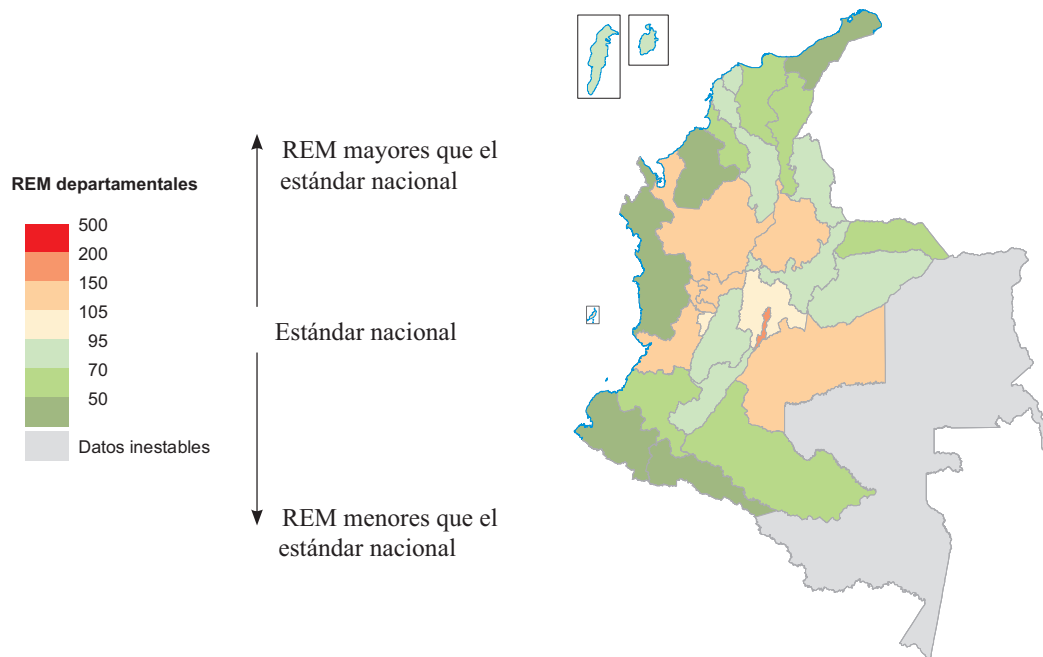 REM departamentales
500
200
150
105
95
70
50
Datos inestables
REM mayores que el
estándar nacional
Estándar nacional
REM menores que el
estándar nacional